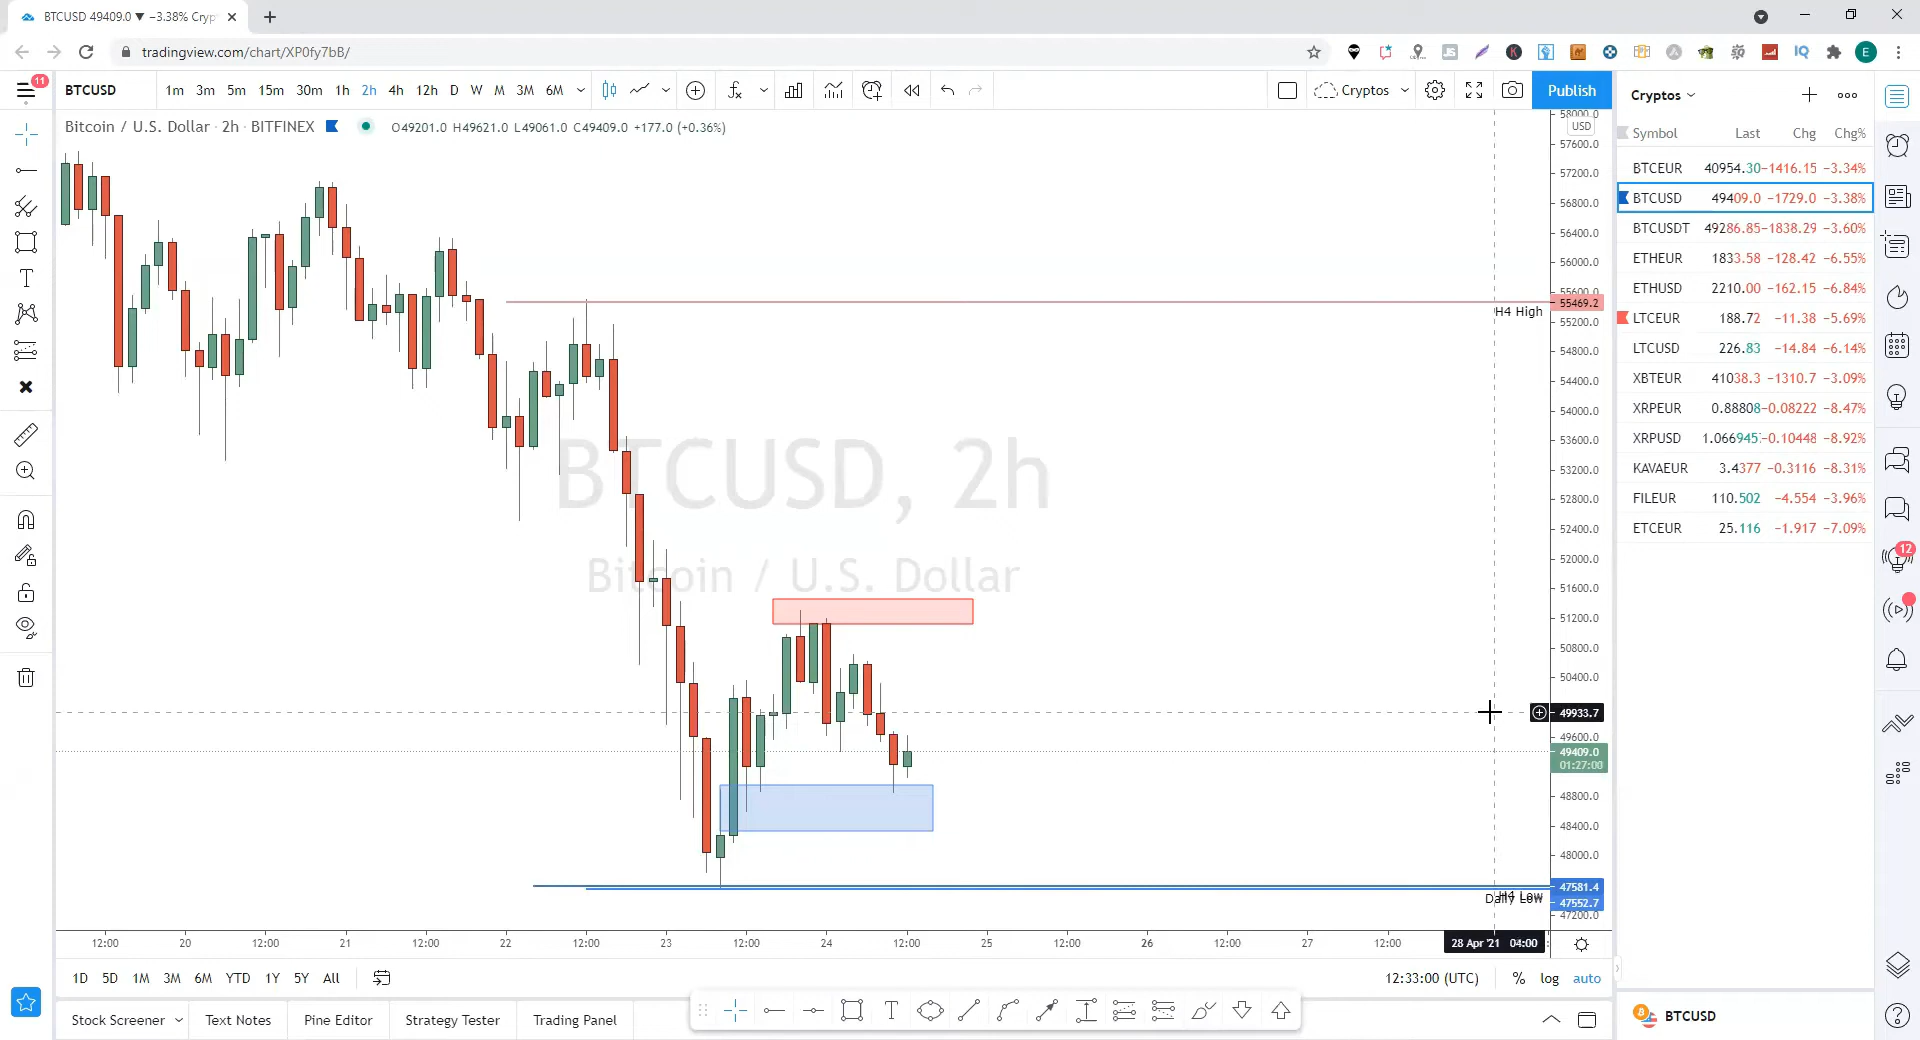 BTCUSD 49409.0 ▼ −3.38% Cryp
tradingview.com/chart/XP0fy7bB/
11
BTCUSD 1m 3m 5m 15m 30m 1h 2h 4h 12h D W M 3M 6M Cryptos Publish
Bitcoin / U.S. Dollar · 2h · BITFINEX O49201.0 H49621.0 L49061.0 C49409.0 +177.0 (+0.36%)
BTCUSD, 2h
Bitcoin / U.S. Dollar
58000.0
USD
57600.0
57200.0
56800.0
56400.0
56000.0
55600.0
55469.2
H4 High
55200.0
54800.0
54400.0
54000.0
53600.0
53200.0
52800.0
52400.0
52000.0
51600.0
51200.0
50800.0
50400.0
49933.7
49600.0
49409.0
01:27:00
48800.0
48400.0
48000.0
47581.4
H4 Low
Daily Low
47552.7
47200.0
12:00 20 12:00 21 12:00 22 12:00 23 12:00 24 12:00 25 12:00 26 12:00 27 12:00 28 Apr '21 04:00
1D 5D 1M 3M 6M YTD 1Y 5Y All 12:33:00 (UTC) % log auto
Stock Screener Text Notes Pine Editor Strategy Tester Trading Panel
Cryptos
Symbol Last Chg Chg%
BTCEUR 40954.30 −1416.15 −3.34%
BTCUSD 49409.0 −1729.0 −3.38%
BTCUSDT 49286.85 −1838.29 −3.60%
ETHEUR 1833.58 −128.42 −6.55%
ETHUSD 2210.00 −162.15 −6.84%
LTCEUR 188.72 −11.38 −5.69%
LTCUSD 226.83 −14.84 −6.14%
XBTEUR 41038.3 −1310.7 −3.09%
XRPEUR 0.88808 −0.08222 −8.47%
XRPUSD 1.066945 −0.10448 −8.92%
KAVAEUR 3.4377 −0.3116 −8.31%
FILEUR 110.502 −4.554 −3.96%
ETCEUR 25.116 −1.917 −7.09%
12
BTCUSD